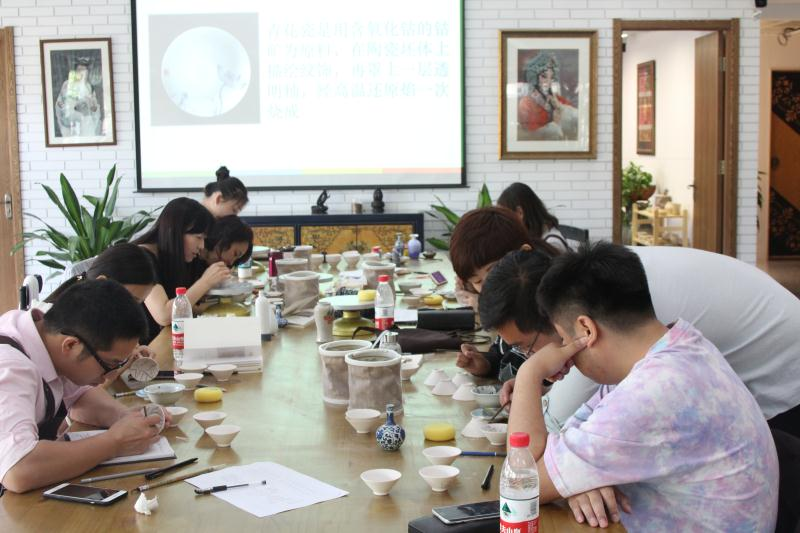 青花瓷是用含氧化钴的钴
矿为原料，在陶瓷坯体上
描绘纹饰，再罩上一层透
明釉，经高温还原焰一次
烧成